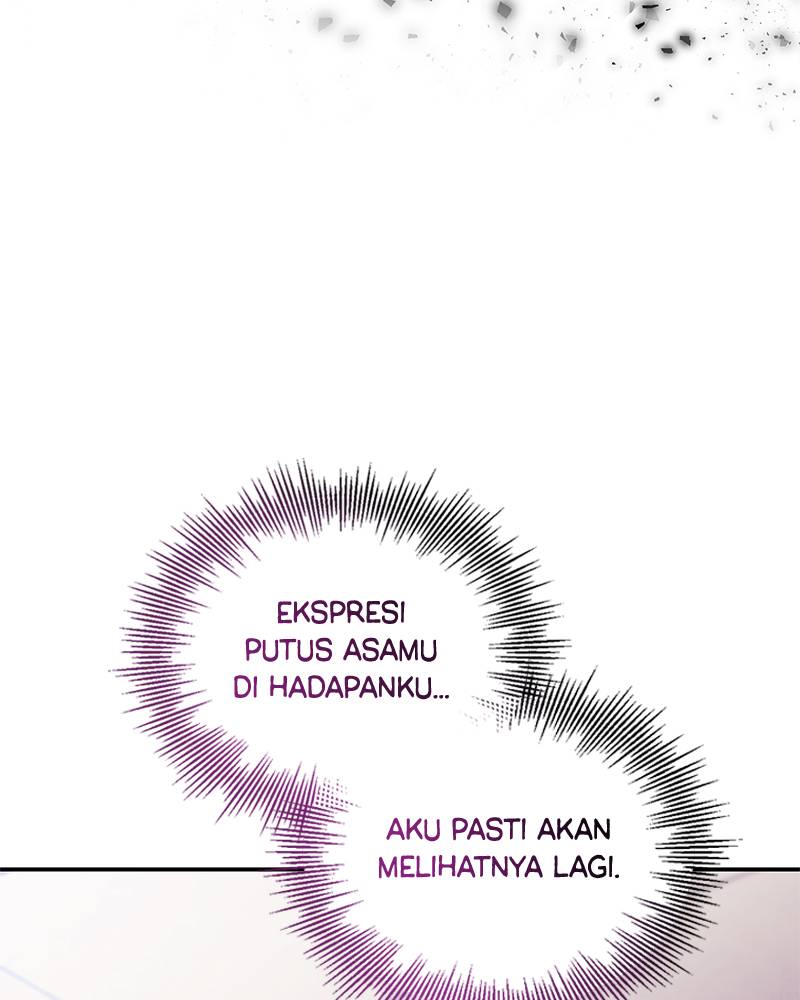 EKSPRESI
PUTUS ASAMU
DI HADAPANKU...
AKU PASTI AKAN
MELIHATNYA LAGI.